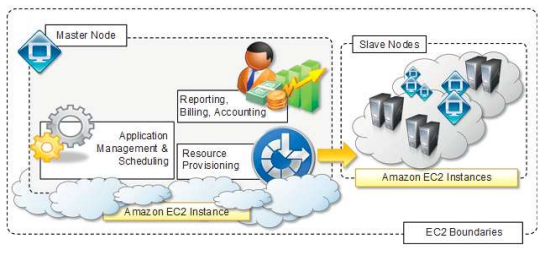 Master Node
Slave Nodes
Reporting,
Billing, Accounting
Application
Management &
Scheduling
Resource
Provisioning
Amazon EC2 Instances
Amazon EC2 Instance
EC2 Boundaries